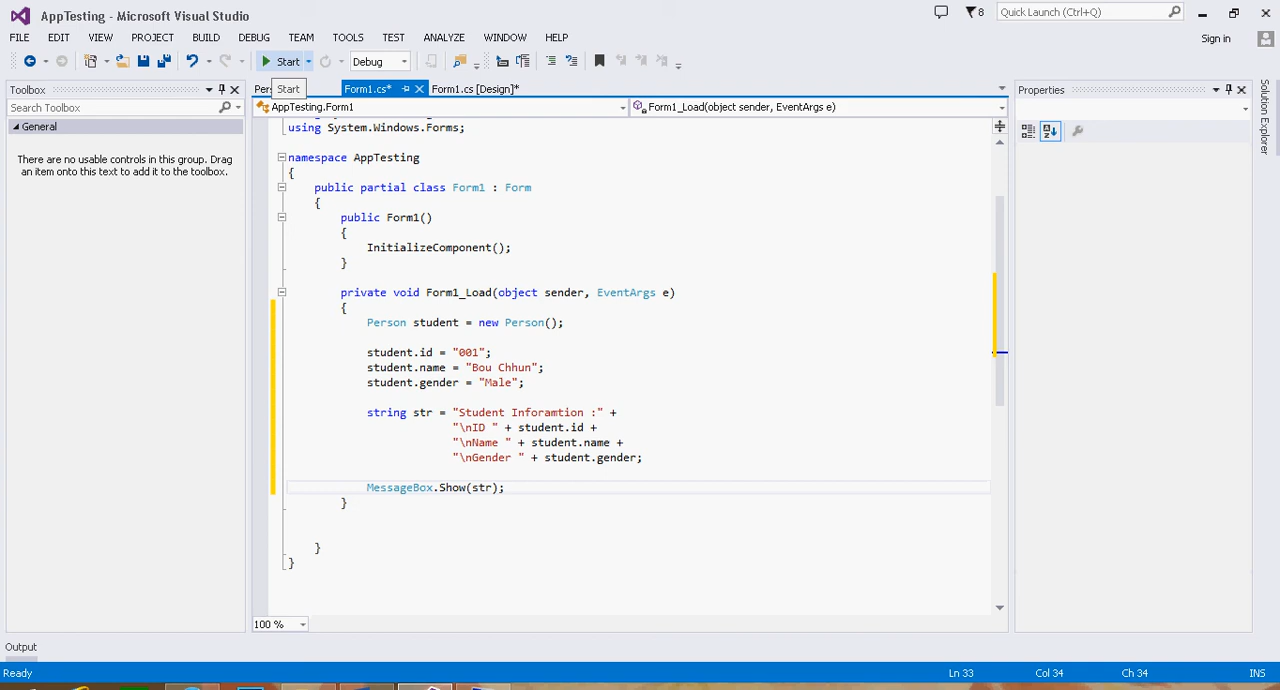 AppTesting - Microsoft Visual Studio
8
Quick Launch (Ctrl+Q)
FILE EDIT VIEW PROJECT BUILD DEBUG TEAM TOOLS TEST ANALYZE WINDOW HELP
Sign in
Start Debug
Toolbox
Search Toolbox
General
There are no usable controls in this group. Drag
an item onto this text to add it to the toolbox.
Start
Form1.cs*
Form1.cs [Design]*
AppTesting.Form1
Form1_Load(object sender, EventArgs e)
using System.Windows.Forms;
namespace AppTesting
{
public partial class Form1 : Form
{
public Form1()
{
InitializeComponent();
}
private void Form1_Load(object sender, EventArgs e)
{
Person student = new Person();
student.id = "001";
student.name = "Bou Chhun";
student.gender = "Male";
string str = "Student Inforamtion :" +
"\nID " + student.id +
"\nName " + student.name +
"\nGender " + student.gender;
MessageBox.Show(str);
}
}
}
100 %
Properties
Solution Explorer
Output
Ready
Ln 33
Col 34
Ch 34
INS